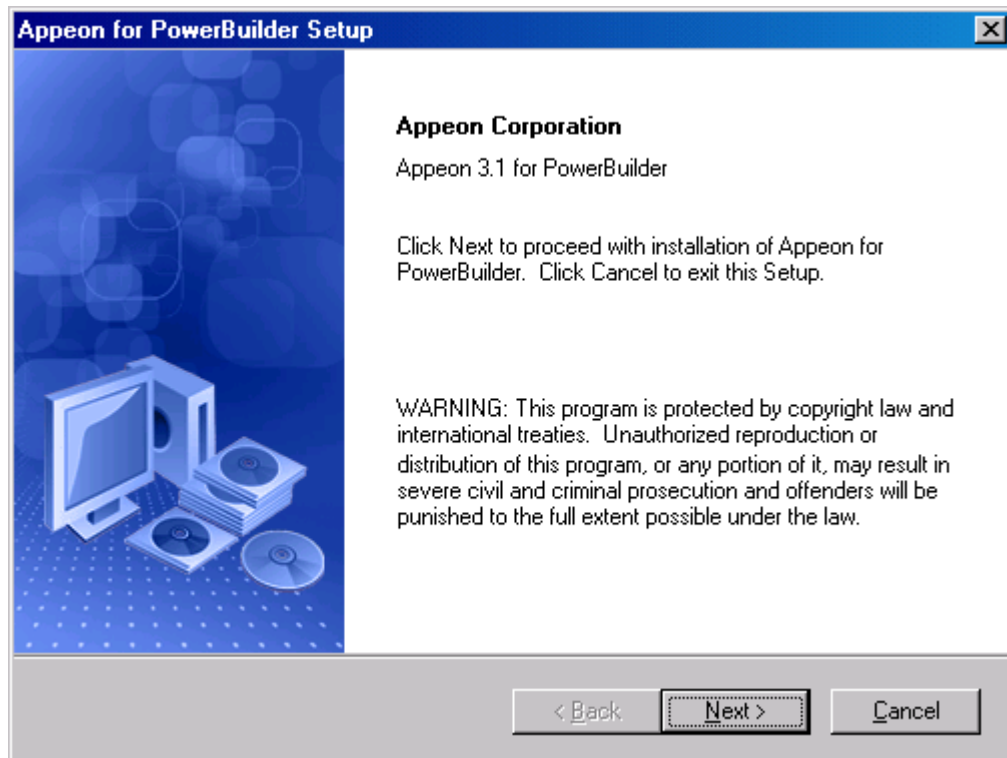 Appeon for PowerBuilder Setup
Appeon Corporation
Appeon 3.1 for PowerBuilder
Click Next to proceed with installation of Appeon for
PowerBuilder.  Click Cancel to exit this Setup.
WARNING: This program is protected by copyright law and
international treaties.  Unauthorized reproduction or
distribution of this program, or any portion of it, may result in
severe civil and criminal prosecution and offenders will be
punished to the full extent possible under the law.
< Back
Next >
Cancel